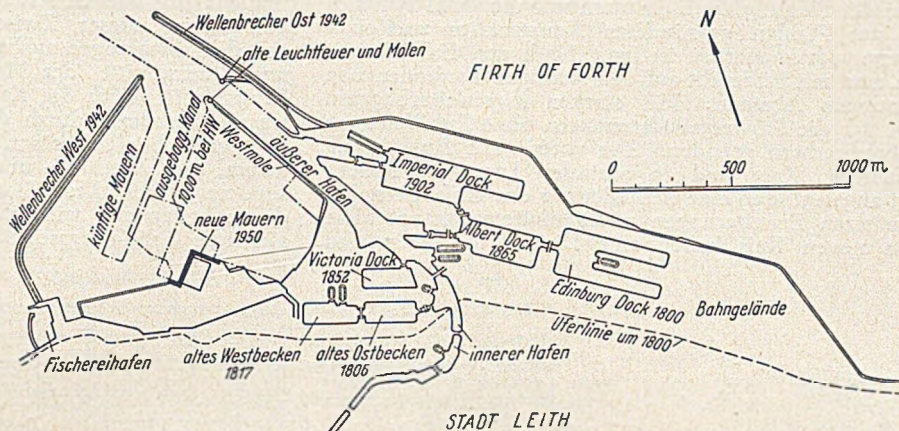 Wellenbrecher Ost 1942
alte Leuchtfeuer und Molen
N
FIRTH OF FORTH
Wellenbrecher West 1942
künftige Mauern
ausgebagg. Kanal
1000 m bei HN
Westmole
äußerer Hafen
Imperial Dock
1902
0 500 1000 m
neue Mauern
1950
Albert Dock
1865
Victoria Dock
1852
Edinburg Dock 1800
Bahngelände
Uferlinie um 1800
Fischereihafen
altes Westbecken
1817
altes Ostbecken
1806
innerer Hafen
STADT LEITH